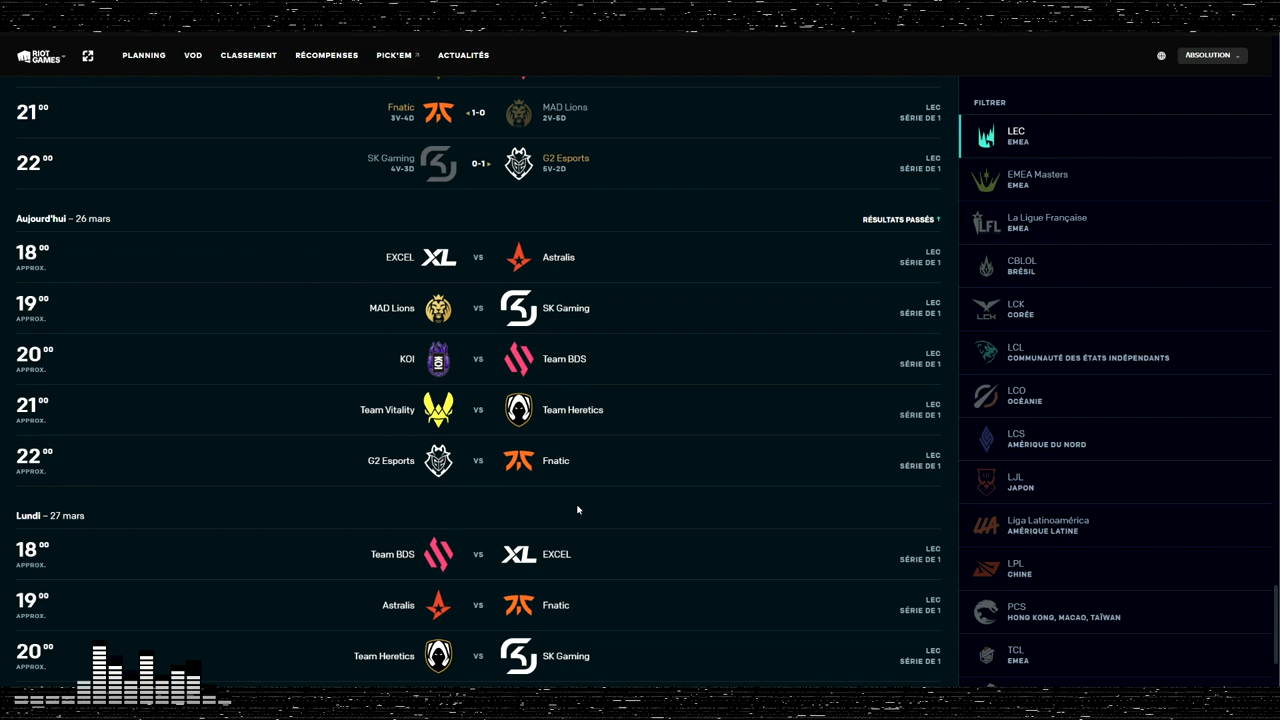 RIOT GAMES
PLANNING VOD CLASSEMENT RÉCOMPENSES PICK'EM ACTUALITÉS
ABSOLUTION
21 00 Fnatic 3V-4D 1-0 MAD Lions 2V-5D LEC SÉRIE DE 1
22 00 SK Gaming 4V-3D 0-1 G2 Esports 5V-2D LEC SÉRIE DE 1
Aujourd'hui – 26 mars RÉSULTATS PASSÉS ↑
18 00 APPROX. EXCEL XL VS Astralis LEC SÉRIE DE 1
19 00 APPROX. MAD Lions VS SK Gaming LEC SÉRIE DE 1
20 00 APPROX. KOI KOI VS Team BDS LEC SÉRIE DE 1
21 00 APPROX. Team Vitality VS Team Heretics LEC SÉRIE DE 1
22 00 APPROX. G2 Esports VS Fnatic LEC SÉRIE DE 1
Lundi – 27 mars
18 00 APPROX. Team BDS VS XL EXCEL LEC SÉRIE DE 1
19 00 APPROX. Astralis VS Fnatic LEC SÉRIE DE 1
20 00 Team Heretics VS SK Gaming LEC SÉRIE DE 1
FILTRER
LEC
EMEA
EMEA Masters
EMEA
LFL La Ligue Française
EMEA
CBLOL
BRÉSIL
LCK LCK
CORÉE
LCL
COMMUNAUTÉ DES ÉTATS INDÉPENDANTS
LCO
OCÉANIE
LCS
AMÉRIQUE DU NORD
LJL
JAPON
Liga Latinoamérica
AMÉRIQUE LATINE
LPL
CHINE
PCS
HONG KONG, MACAO, TAÏWAN
TCL
EMEA